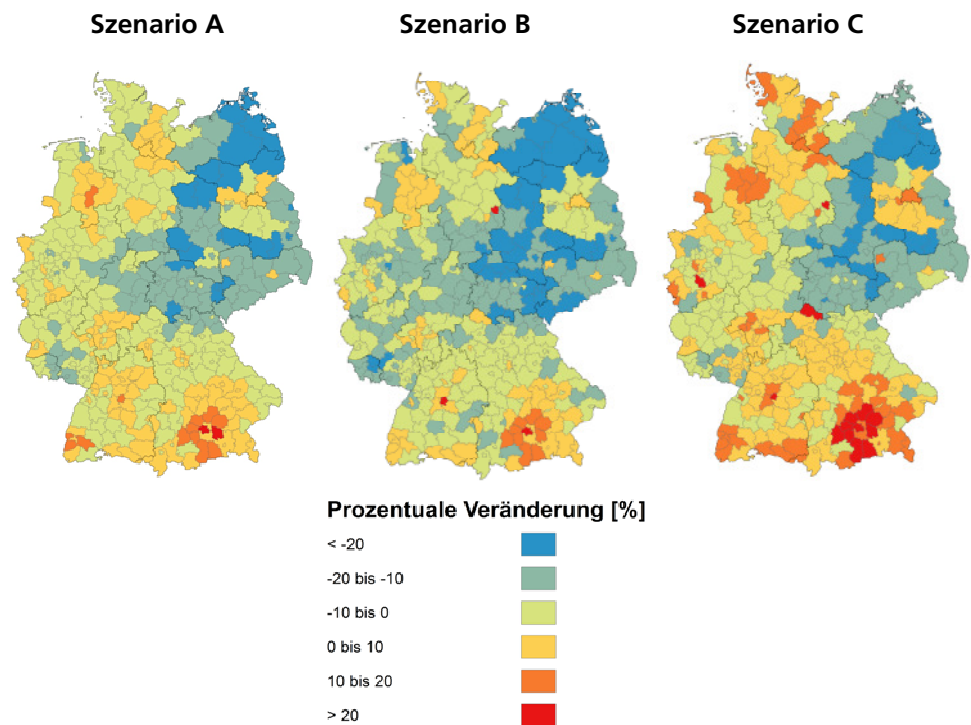 Szenario A
Szenario B
Szenario C
Prozentuale Veränderung [%]
< -20
-20 bis -10
-10 bis 0
0 bis 10
10 bis 20
> 20